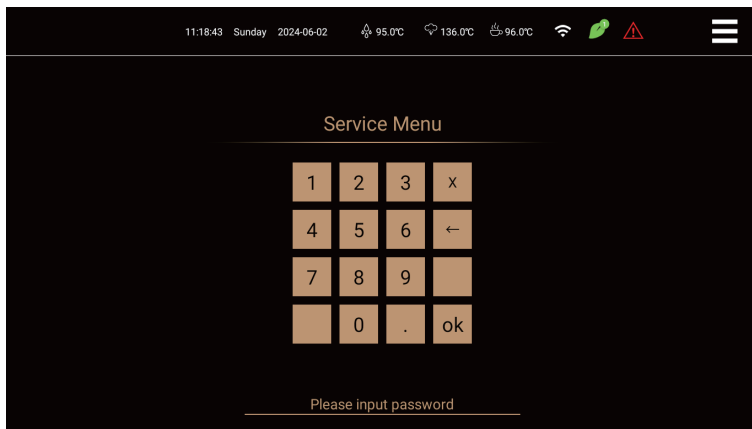 11:18:43 Sunday 2024-06-02 95.0℃ 136.0℃ 96.0℃ 1
Service Menu
1 2 3 X
4 5 6 ←
7 8 9
0 . ok
Please input password